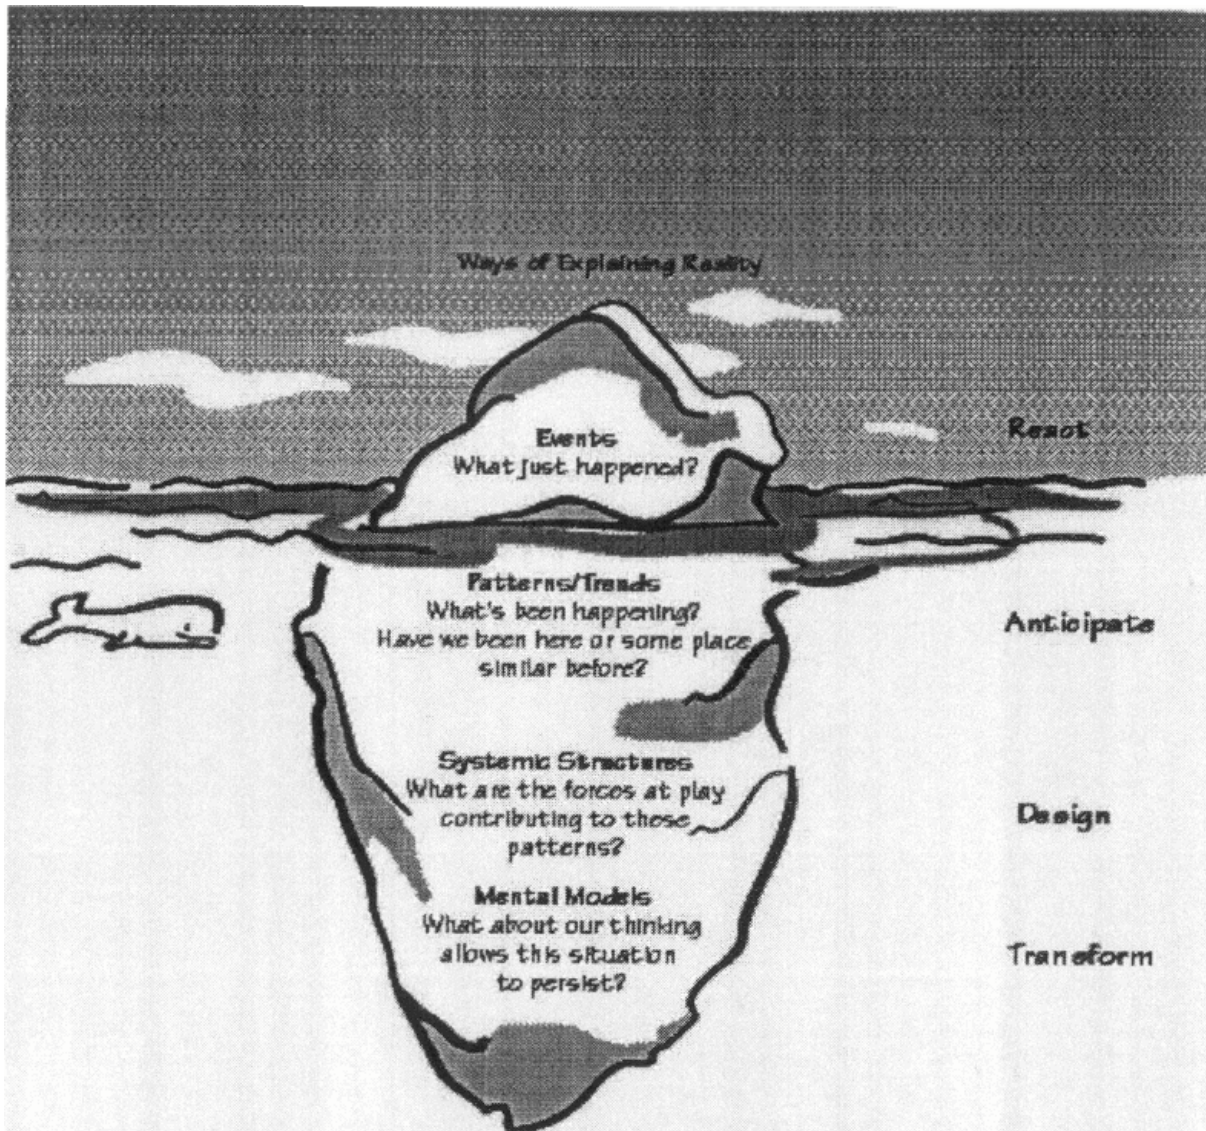 Ways of Explaining Reality
Events
What just happened?
React
Patterns/Trends
What's been happening?
Have we been here or some place
similar before?
Anticipate
Systemic Structures
What are the forces at play
contributing to these
patterns?
Design
Mental Models
What about our thinking
allows this situation
to persist?
Transform